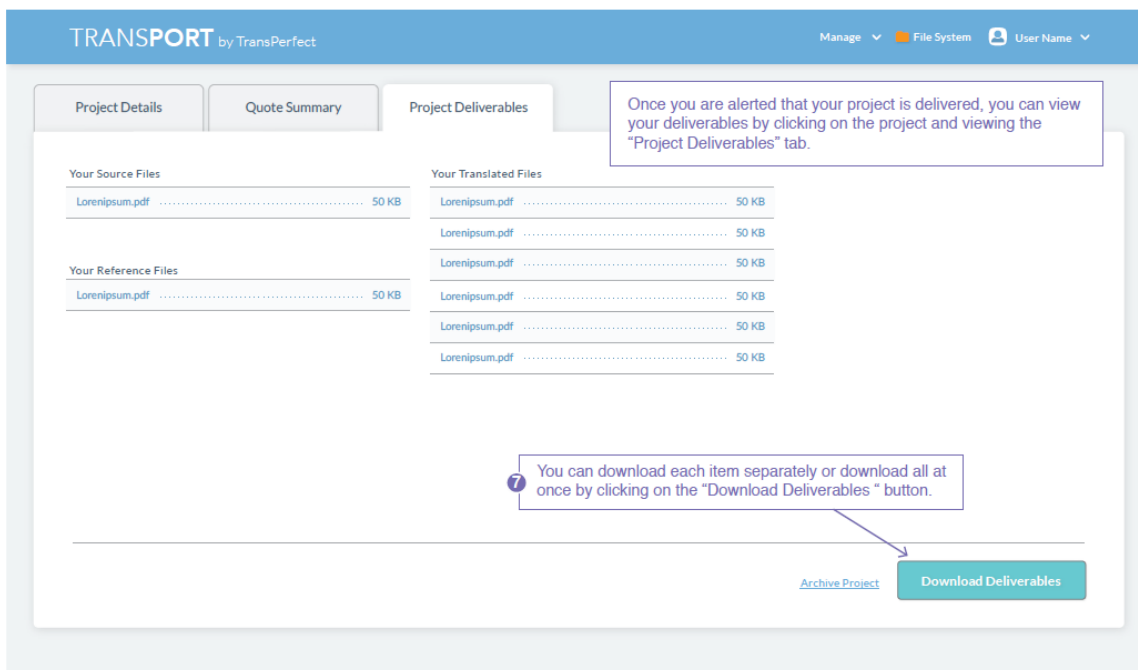 TRANSPORT by TransPerfect
Manage
File System
User Name
Project Details
Quote Summary
Project Deliverables
Once you are alerted that your project is delivered, you can view
your deliverables by clicking on the project and viewing the
“Project Deliverables” tab.
Your Source Files
Lorenipsum.pdf 50 KB
Your Reference Files
Lorenipsum.pdf 50 KB
Your Translated Files
Lorenipsum.pdf 50 KB
Lorenipsum.pdf 50 KB
Lorenipsum.pdf 50 KB
Lorenipsum.pdf 50 KB
Lorenipsum.pdf 50 KB
Lorenipsum.pdf 50 KB
7
You can download each item separately or download all at
once by clicking on the “Download Deliverables “ button.
Archive Project
Download Deliverables